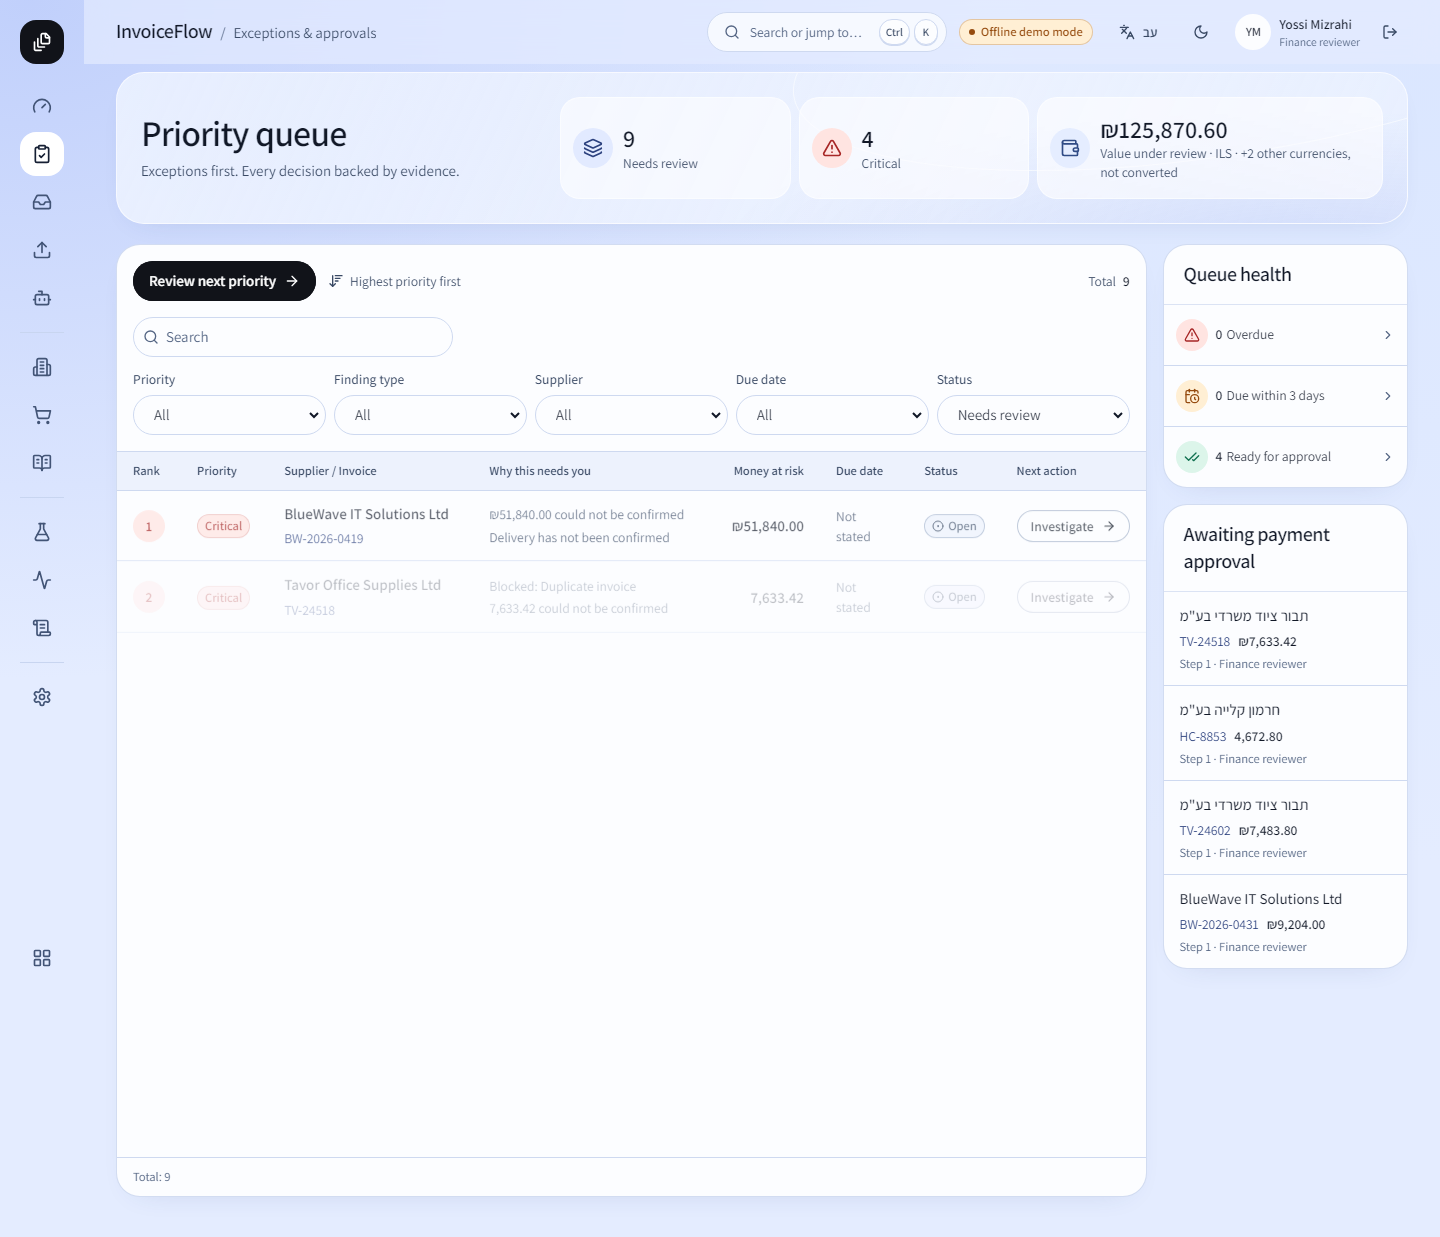 InvoiceFlow / Exceptions & approvals
Search or jump to… Ctrl K
Offline demo mode
עב
YM
Yossi Mizrahi
Finance reviewer
Priority queue
Exceptions first. Every decision backed by evidence.
9
Needs review
4
Critical
₪125,870.60
Value under review · ILS · +2 other currencies,
not converted
Review next priority
Highest priority first
Total 9
Search
Priority Finding type Supplier Due date Status
All All All All Needs review
Rank Priority Supplier / Invoice Why this needs you Money at risk Due date Status Next action
1 Critical BlueWave IT Solutions Ltd ₪51,840.00 could not be confirmed ₪51,840.00 Not Open Investigate
BW-2026-0419 Delivery has not been confirmed stated
2 Critical Tavor Office Supplies Ltd Blocked: Duplicate invoice 7,633.42 Not Open Investigate
TV-24518 7,633.42 could not be confirmed stated
Total: 9
Queue health
0 Overdue
0 Due within 3 days
4 Ready for approval
Awaiting payment
approval
תבור ציוד משרדי בע"מ
TV-24518 ₪7,633.42
Step 1 · Finance reviewer
חרמון קלייה בע"מ
HC-8853 4,672.80
Step 1 · Finance reviewer
תבור ציוד משרדי בע"מ
TV-24602 ₪7,483.80
Step 1 · Finance reviewer
BlueWave IT Solutions Ltd
BW-2026-0431 ₪9,204.00
Step 1 · Finance reviewer